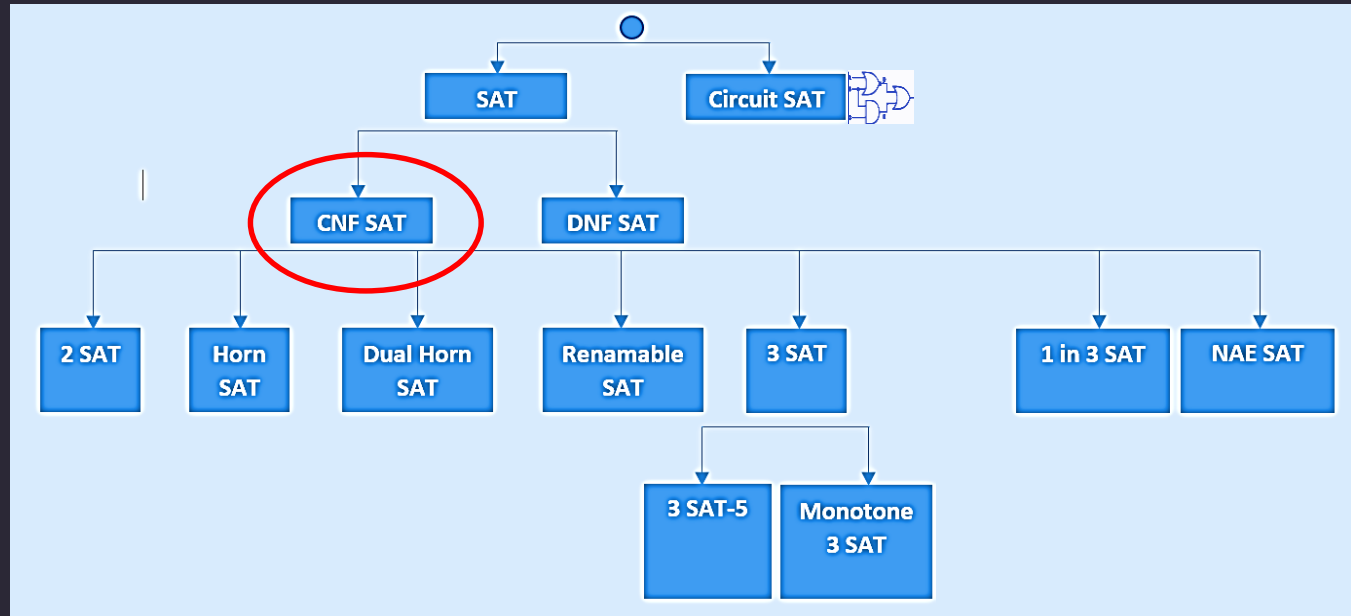 SAT
Circuit SAT
CNF SAT
DNF SAT
2 SAT
Horn
SAT
Dual Horn
SAT
Renamable
SAT
3 SAT
1 in 3 SAT
NAE SAT
3 SAT-5
Monotone
3 SAT